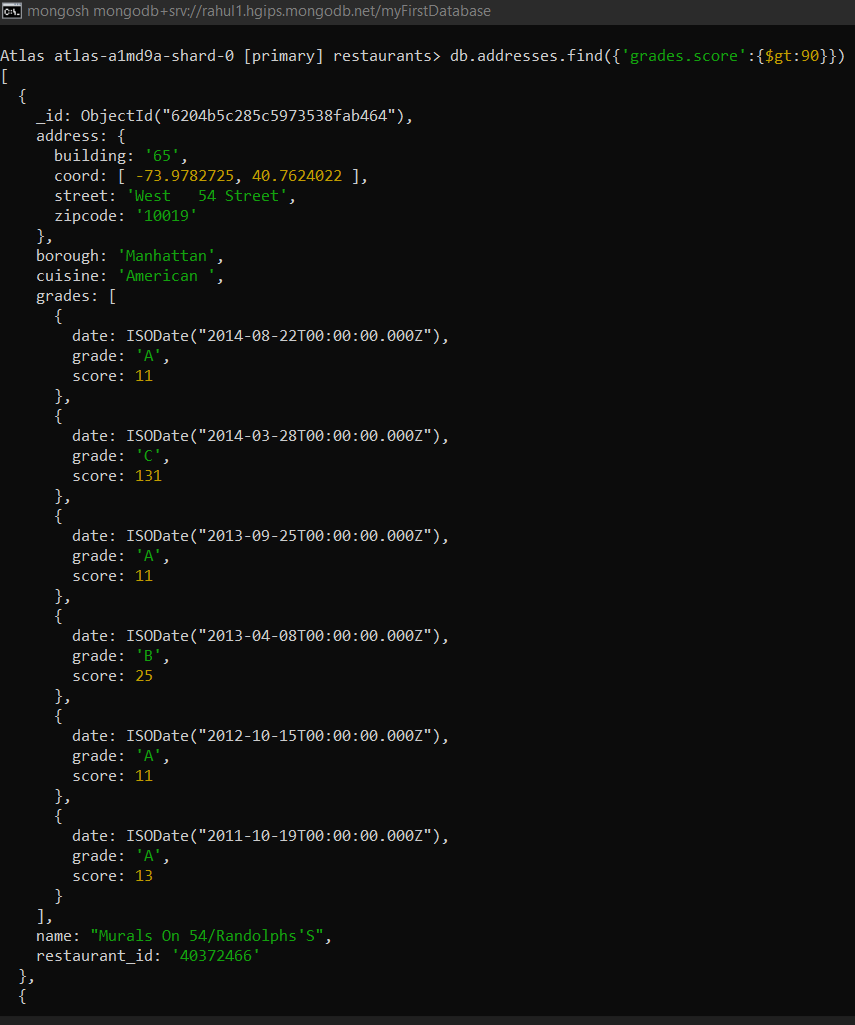 mongosh mongodb+srv://rahul1.hgips.mongodb.net/myFirstDatabase
Atlas atlas-a1md9a-shard-0 [primary] restaurants> db.addresses.find({'grades.score':{$gt:90}})
[
  {
    _id: ObjectId("6204b5c285c5973538fab464"),
    address: {
      building: '65',
      coord: [ -73.9782725, 40.7624022 ],
      street: 'West   54 Street',
      zipcode: '10019'
    },
    borough: 'Manhattan',
    cuisine: 'American ',
    grades: [
      {
        date: ISODate("2014-08-22T00:00:00.000Z"),
        grade: 'A',
        score: 11
      },
      {
        date: ISODate("2014-03-28T00:00:00.000Z"),
        grade: 'C',
        score: 131
      },
      {
        date: ISODate("2013-09-25T00:00:00.000Z"),
        grade: 'A',
        score: 11
      },
      {
        date: ISODate("2013-04-08T00:00:00.000Z"),
        grade: 'B',
        score: 25
      },
      {
        date: ISODate("2012-10-15T00:00:00.000Z"),
        grade: 'A',
        score: 11
      },
      {
        date: ISODate("2011-10-19T00:00:00.000Z"),
        grade: 'A',
        score: 13
      }
    ],
    name: "Murals On 54/Randolphs'S",
    restaurant_id: '40372466'
  },
  {